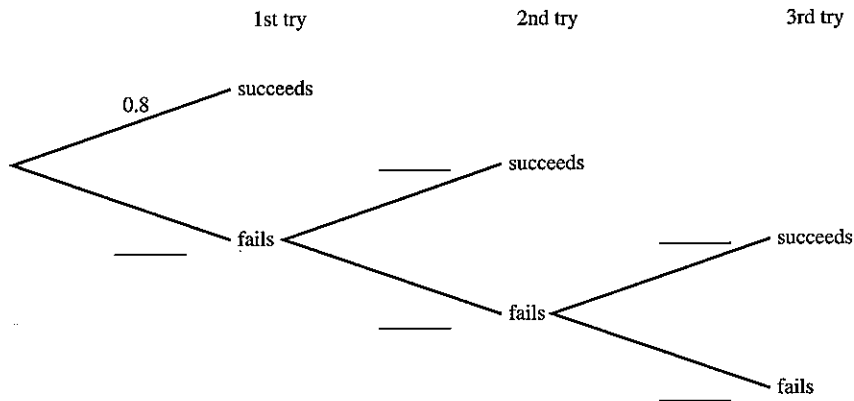 1st try 2nd try 3rd try
0.8 succeeds
succeeds
fails succeeds
fails
fails